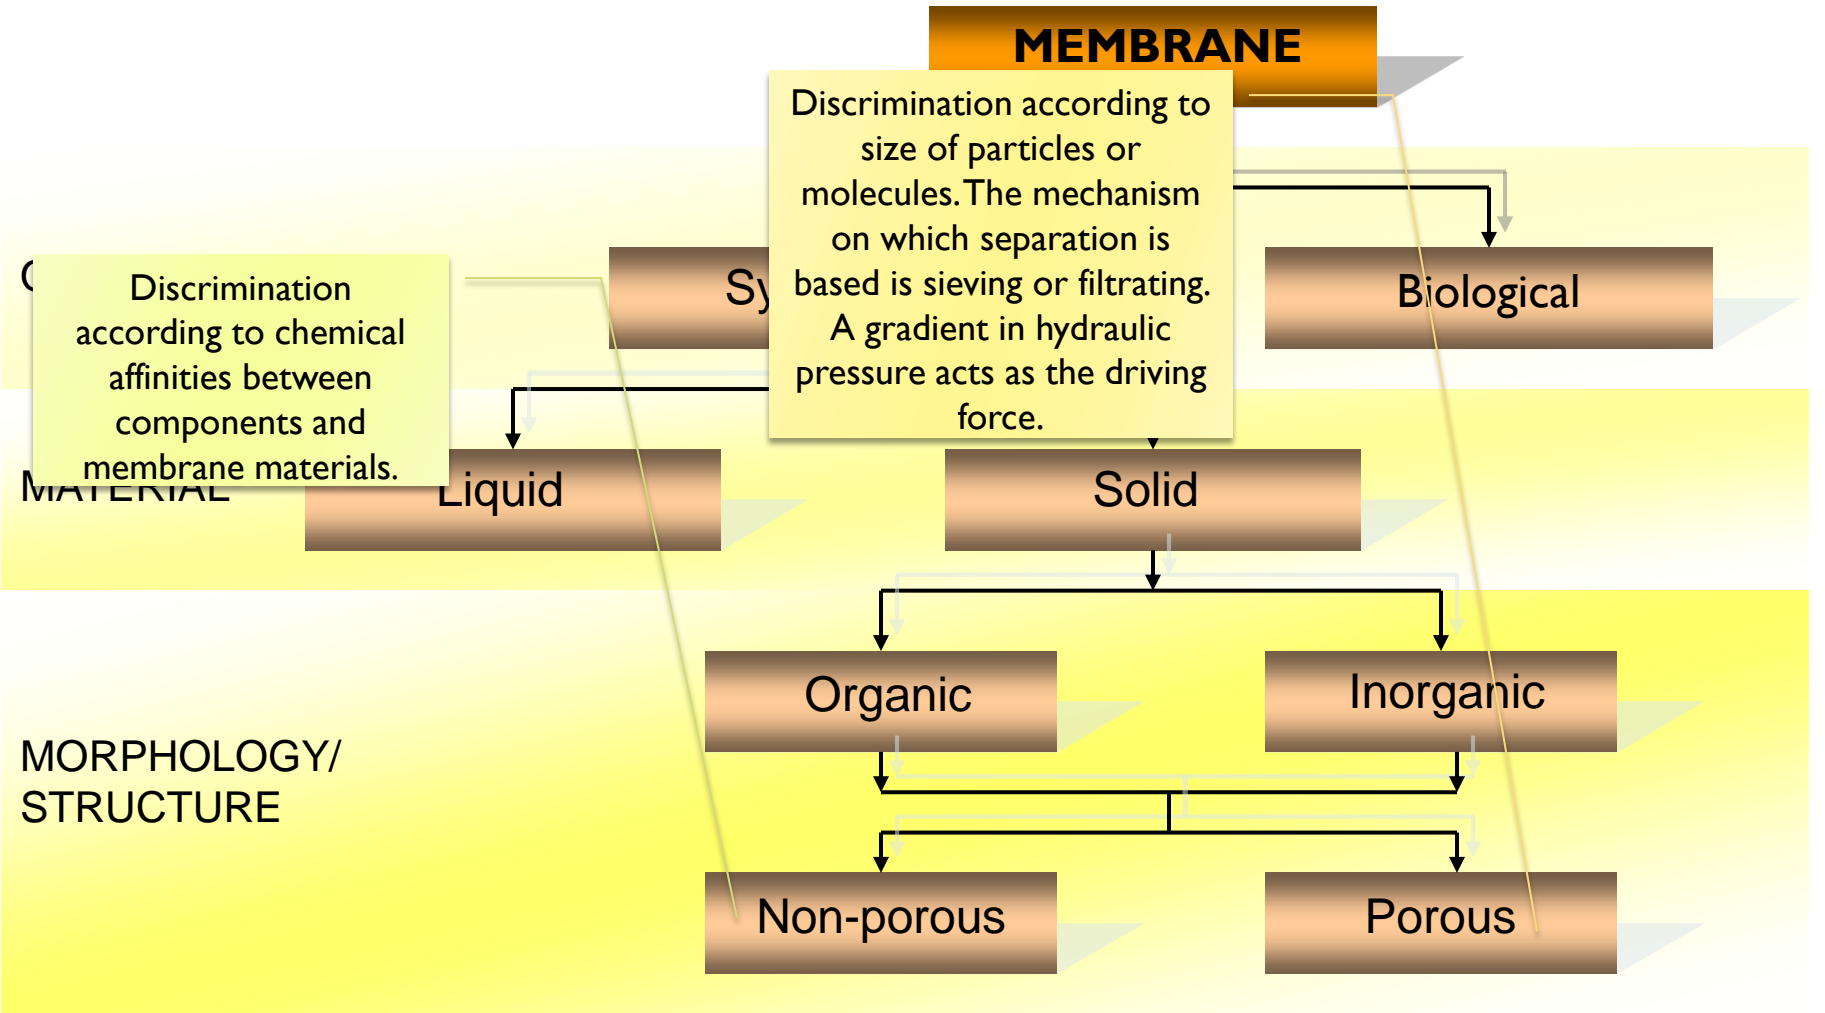 MEMBRANE
Discrimination according to
size of particles or
molecules. The mechanism
on which separation is
based is sieving or filtrating.
A gradient in hydraulic
pressure acts as the driving
force.
Biological
Discrimination
according to chemical
affinities between
components and
membrane materials.
MATERIAL
Liquid
Solid
Organic
Inorganic
MORPHOLOGY/
STRUCTURE
Non-porous
Porous